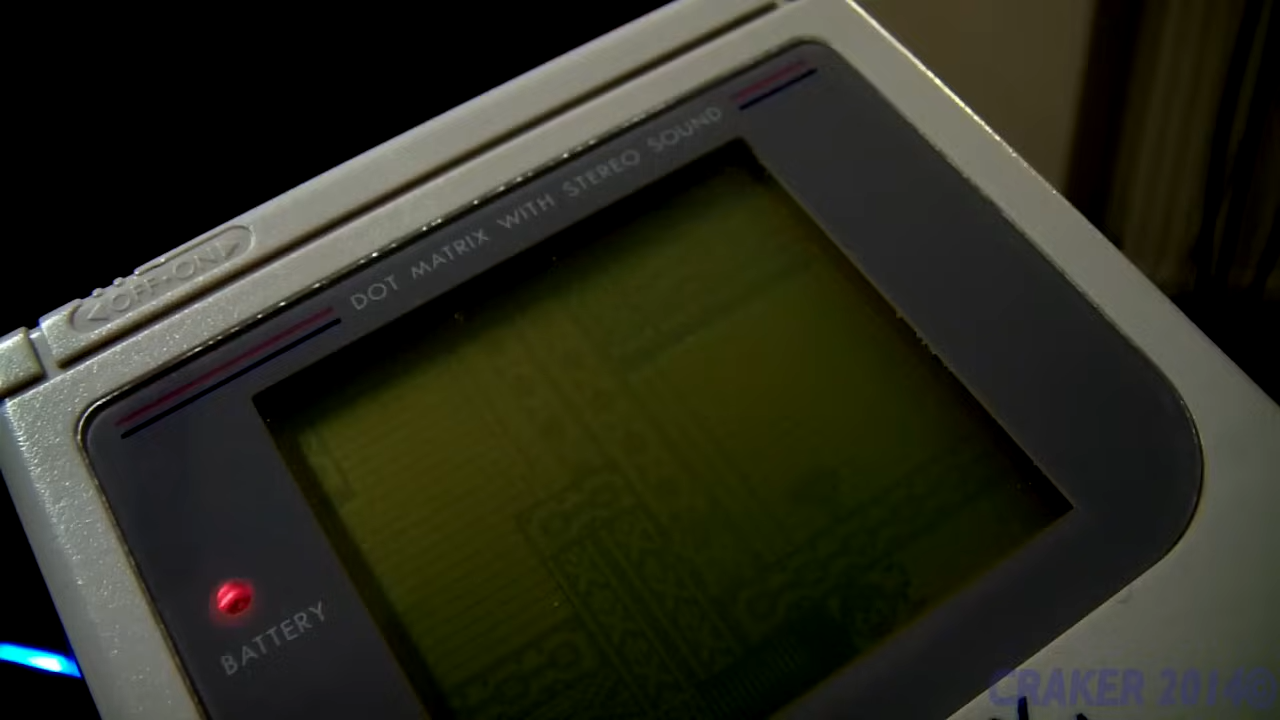 ◁OFF•ON▷
DOT MATRIX WITH STEREO SOUND
BATTERY
CRAKER 2014©